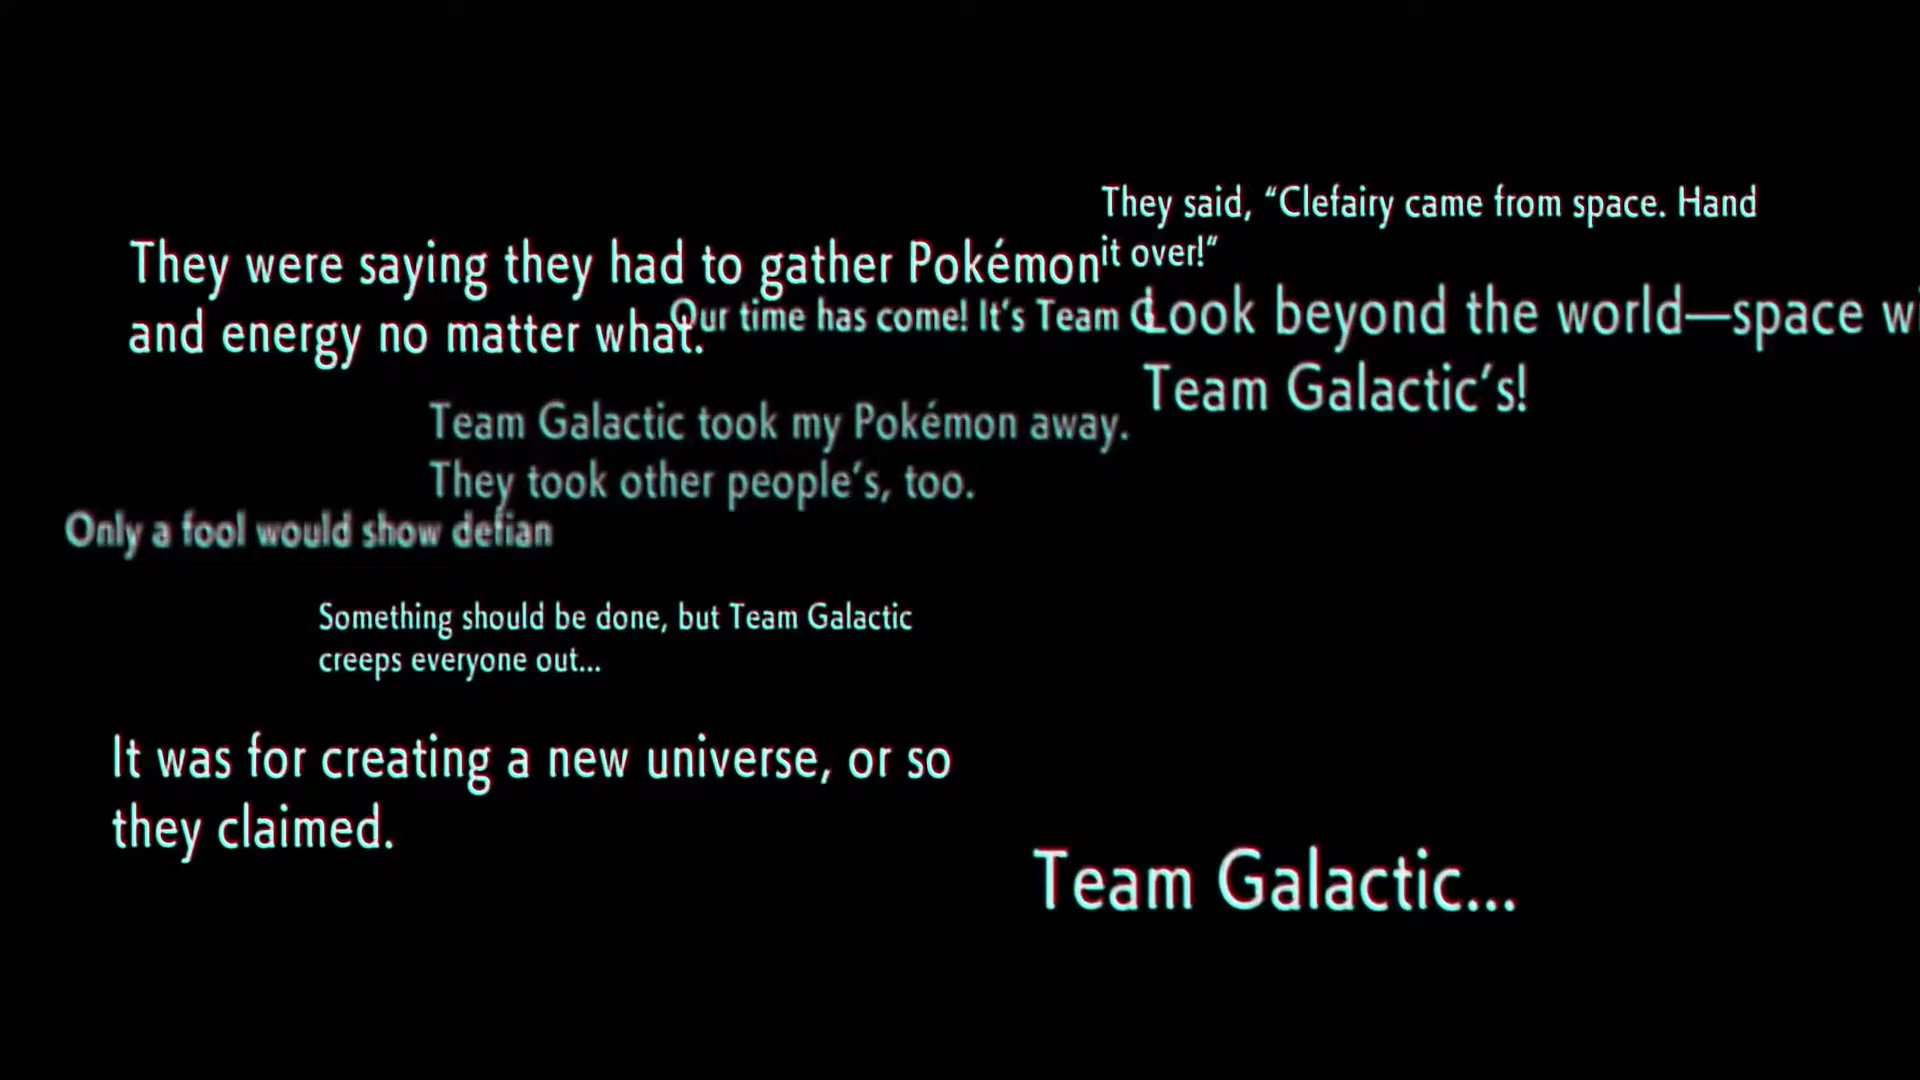 They said, “Clefairy came from space. Hand
it over!”
They were saying they had to gather Pokémon
and energy no matter what.
Our time has come! It’s Team
Look beyond the world—space
Team Galactic’s!
Team Galactic took my Pokémon away.
They took other people’s, too.
Only a fool would show defian
Something should be done, but Team Galactic
creeps everyone out...
It was for creating a new universe, or so
they claimed.
Team Galactic...